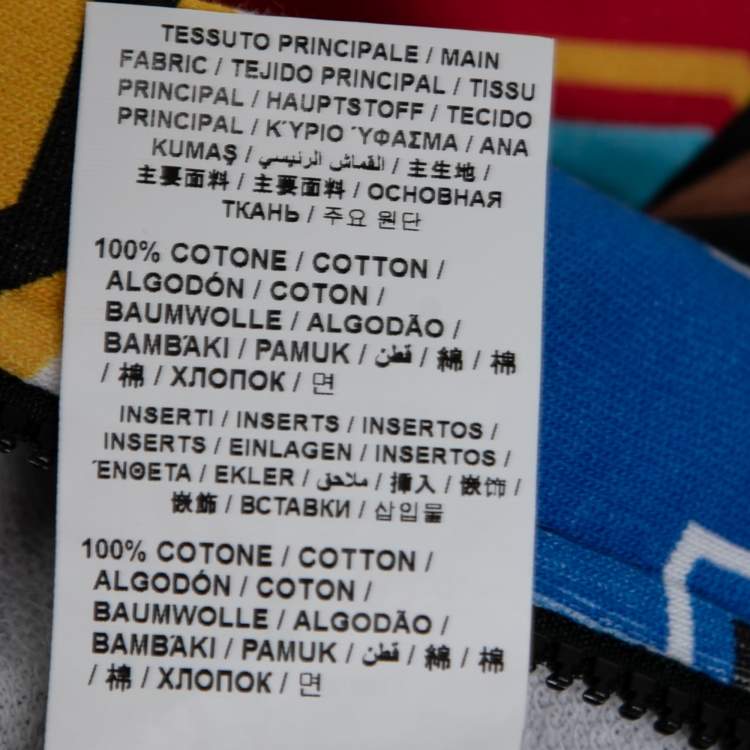 TESSUTO PRINCIPALE / MAIN
FABRIC / TEJIDO PRINCIPAL / TISSU
PRINCIPAL / HAUPTSTOFF / TECIDO
PRINCIPAL / ΚΎΡΙΟ ΎΦΑΣΜΑ / ANA
KUMAŞ / القماش الرئيسي / 主生地 /
主要面料 / 主要面料 / ОСНОВНАЯ
ТКАНЬ / 주요 원단
100% COTONE / COTTON /
ALGODÓN / COTON /
BAUMWOLLE / ALGODÃO /
ΒΑΜΒΆΚΙ / PAMUK / قطن / 綿 / 棉
/ 棉 / ХЛОПОК / 면
INSERTI / INSERTS / INSERTOS /
INSERTS / EINLAGEN / INSERTOS /
ΈΝΘΕΤΑ / EKLER / ملاحق / 挿入 / 嵌饰 /
嵌飾 / ВСТАВКИ / 삽입물
100% COTONE / COTTON /
ALGODÓN / COTON /
BAUMWOLLE / ALGODÃO /
ΒΑΜΒΆΚΙ / PAMUK / قطن / 綿 / 棉
/ 棉 / ХЛОПОК / 면